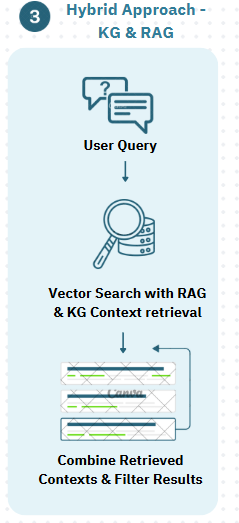 3
Hybrid Approach -
KG & RAG
?
User Query
Vector Search with RAG
& KG Context retrieval
Canva
Combine Retrieved
Contexts & Filter Results